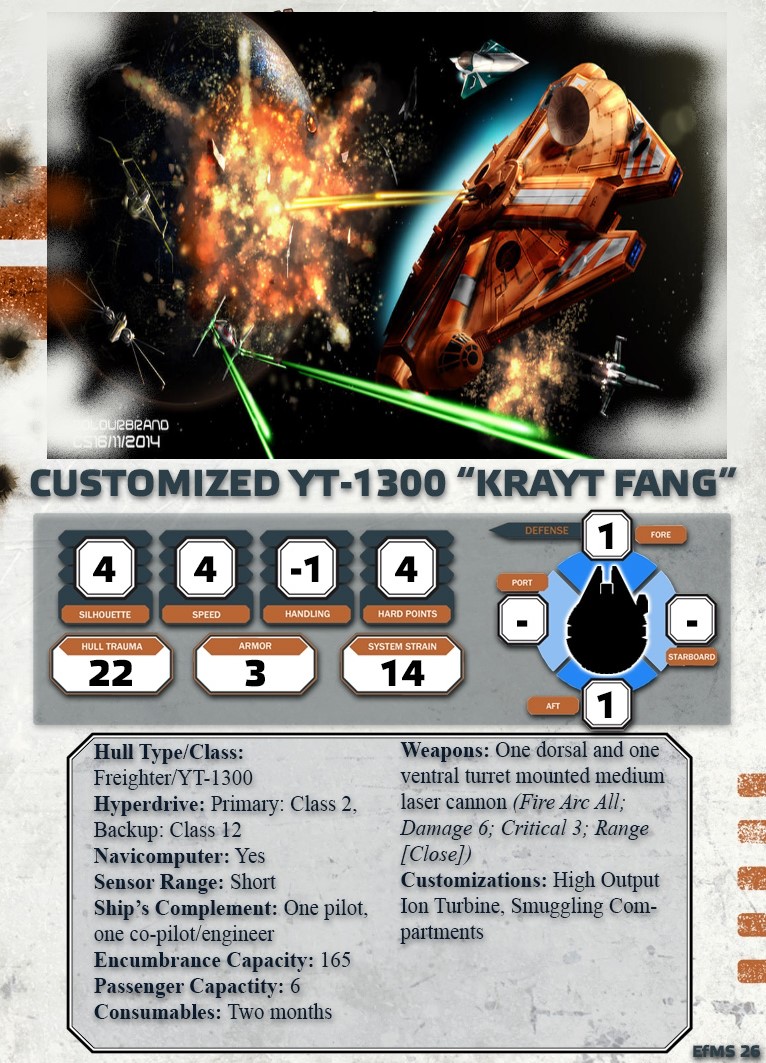 OLOURBRAND
CS16/11/2014
CUSTOMIZED YT-1300 “KRAYT FANG”
4
SILHOUETTE
4
SPEED
-1
HANDLING
4
HARD POINTS
HULL TRAUMA
22
ARMOR
3
SYSTEM STRAIN
14
DEFENSE
1
FORE
PORT
-
-
STARBOARD
AFT
1
Hull Type/Class:
Freighter/YT-1300
Hyperdrive: Primary: Class 2,
Backup: Class 12
Navicomputer: Yes
Sensor Range: Short
Ship’s Complement: One pilot,
one co-pilot/engineer
Encumbrance Capacity: 165
Passenger Capactity: 6
Consumables: Two months
Weapons: One dorsal and one
ventral turret mounted medium
laser cannon (Fire Arc All;
Damage 6; Critical 3; Range
[Close])
Customizations: High Output
Ion Turbine, Smuggling Com-
partments
EfMS 26